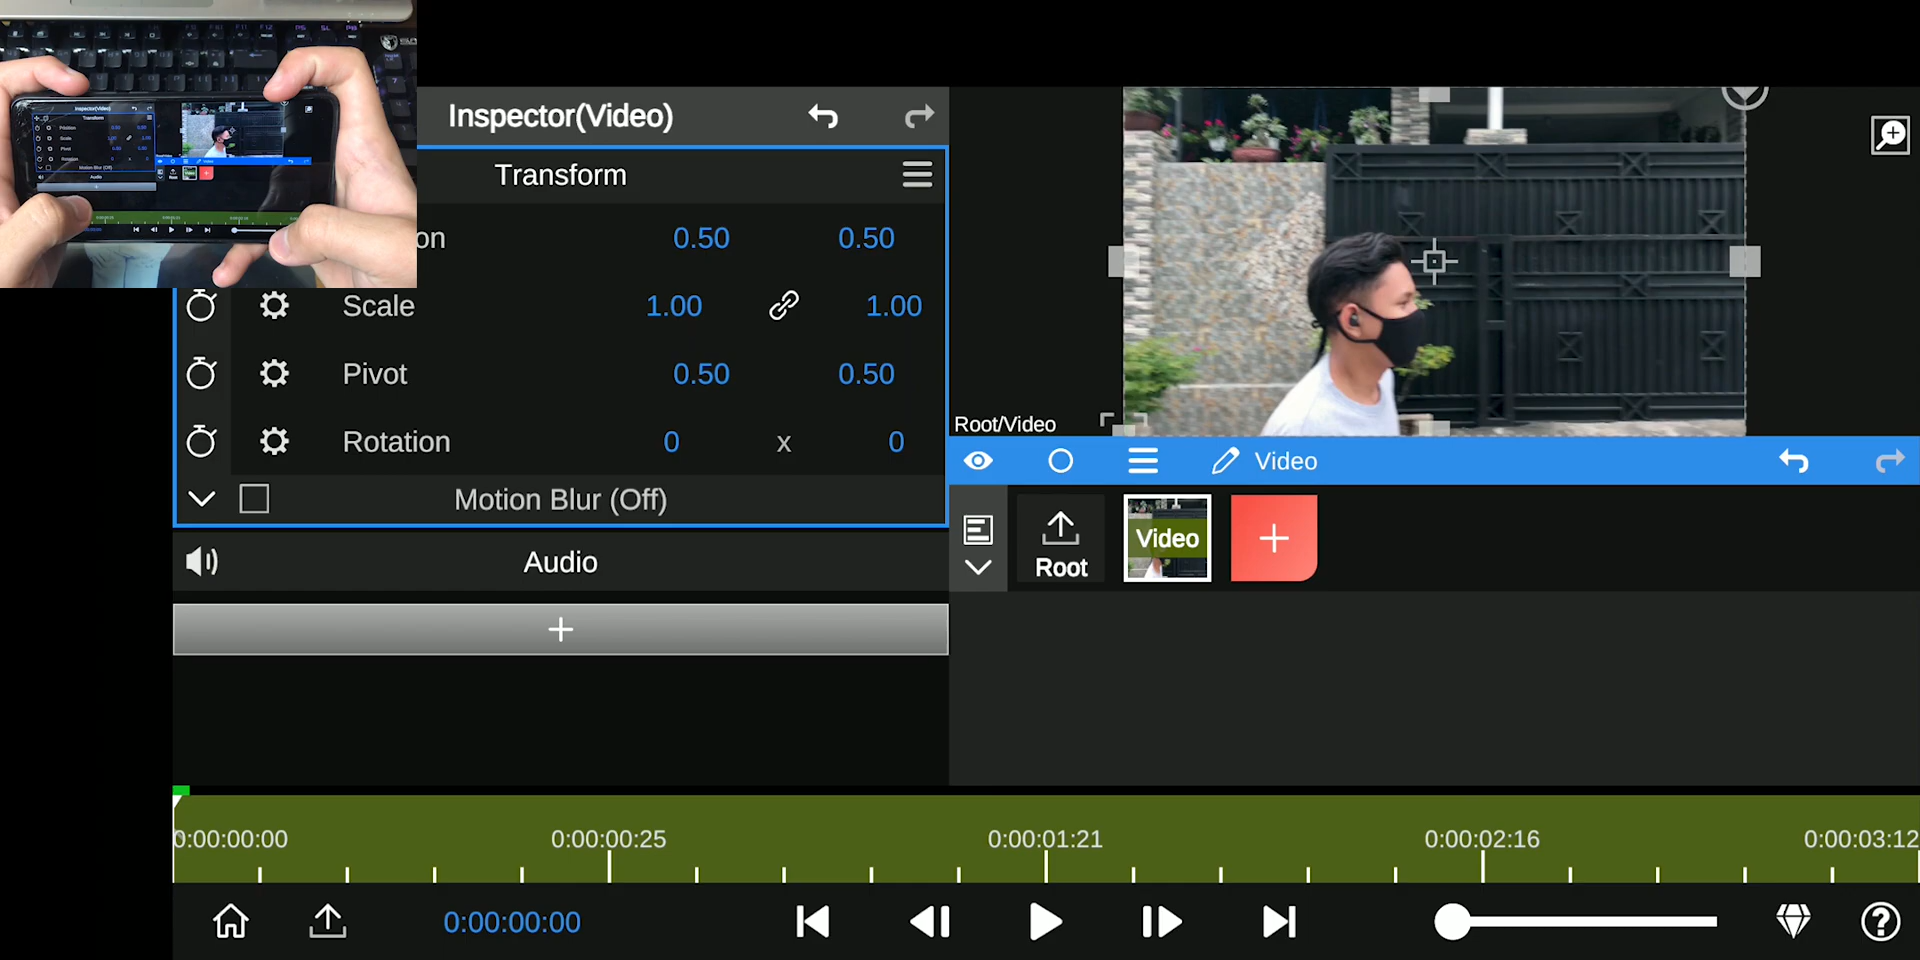 Inspector(Video)
Transform
on 0.50 0.50
Scale 1.00 1.00
Pivot 0.50 0.50
Rotation 0 x 0
Motion Blur (Off)
Audio
+
Root/Video
Video
Root
Video
+
0:00:00:00 0:00:00:25 0:00:01:21 0:00:02:16 0:00:03:12
0:00:00:00